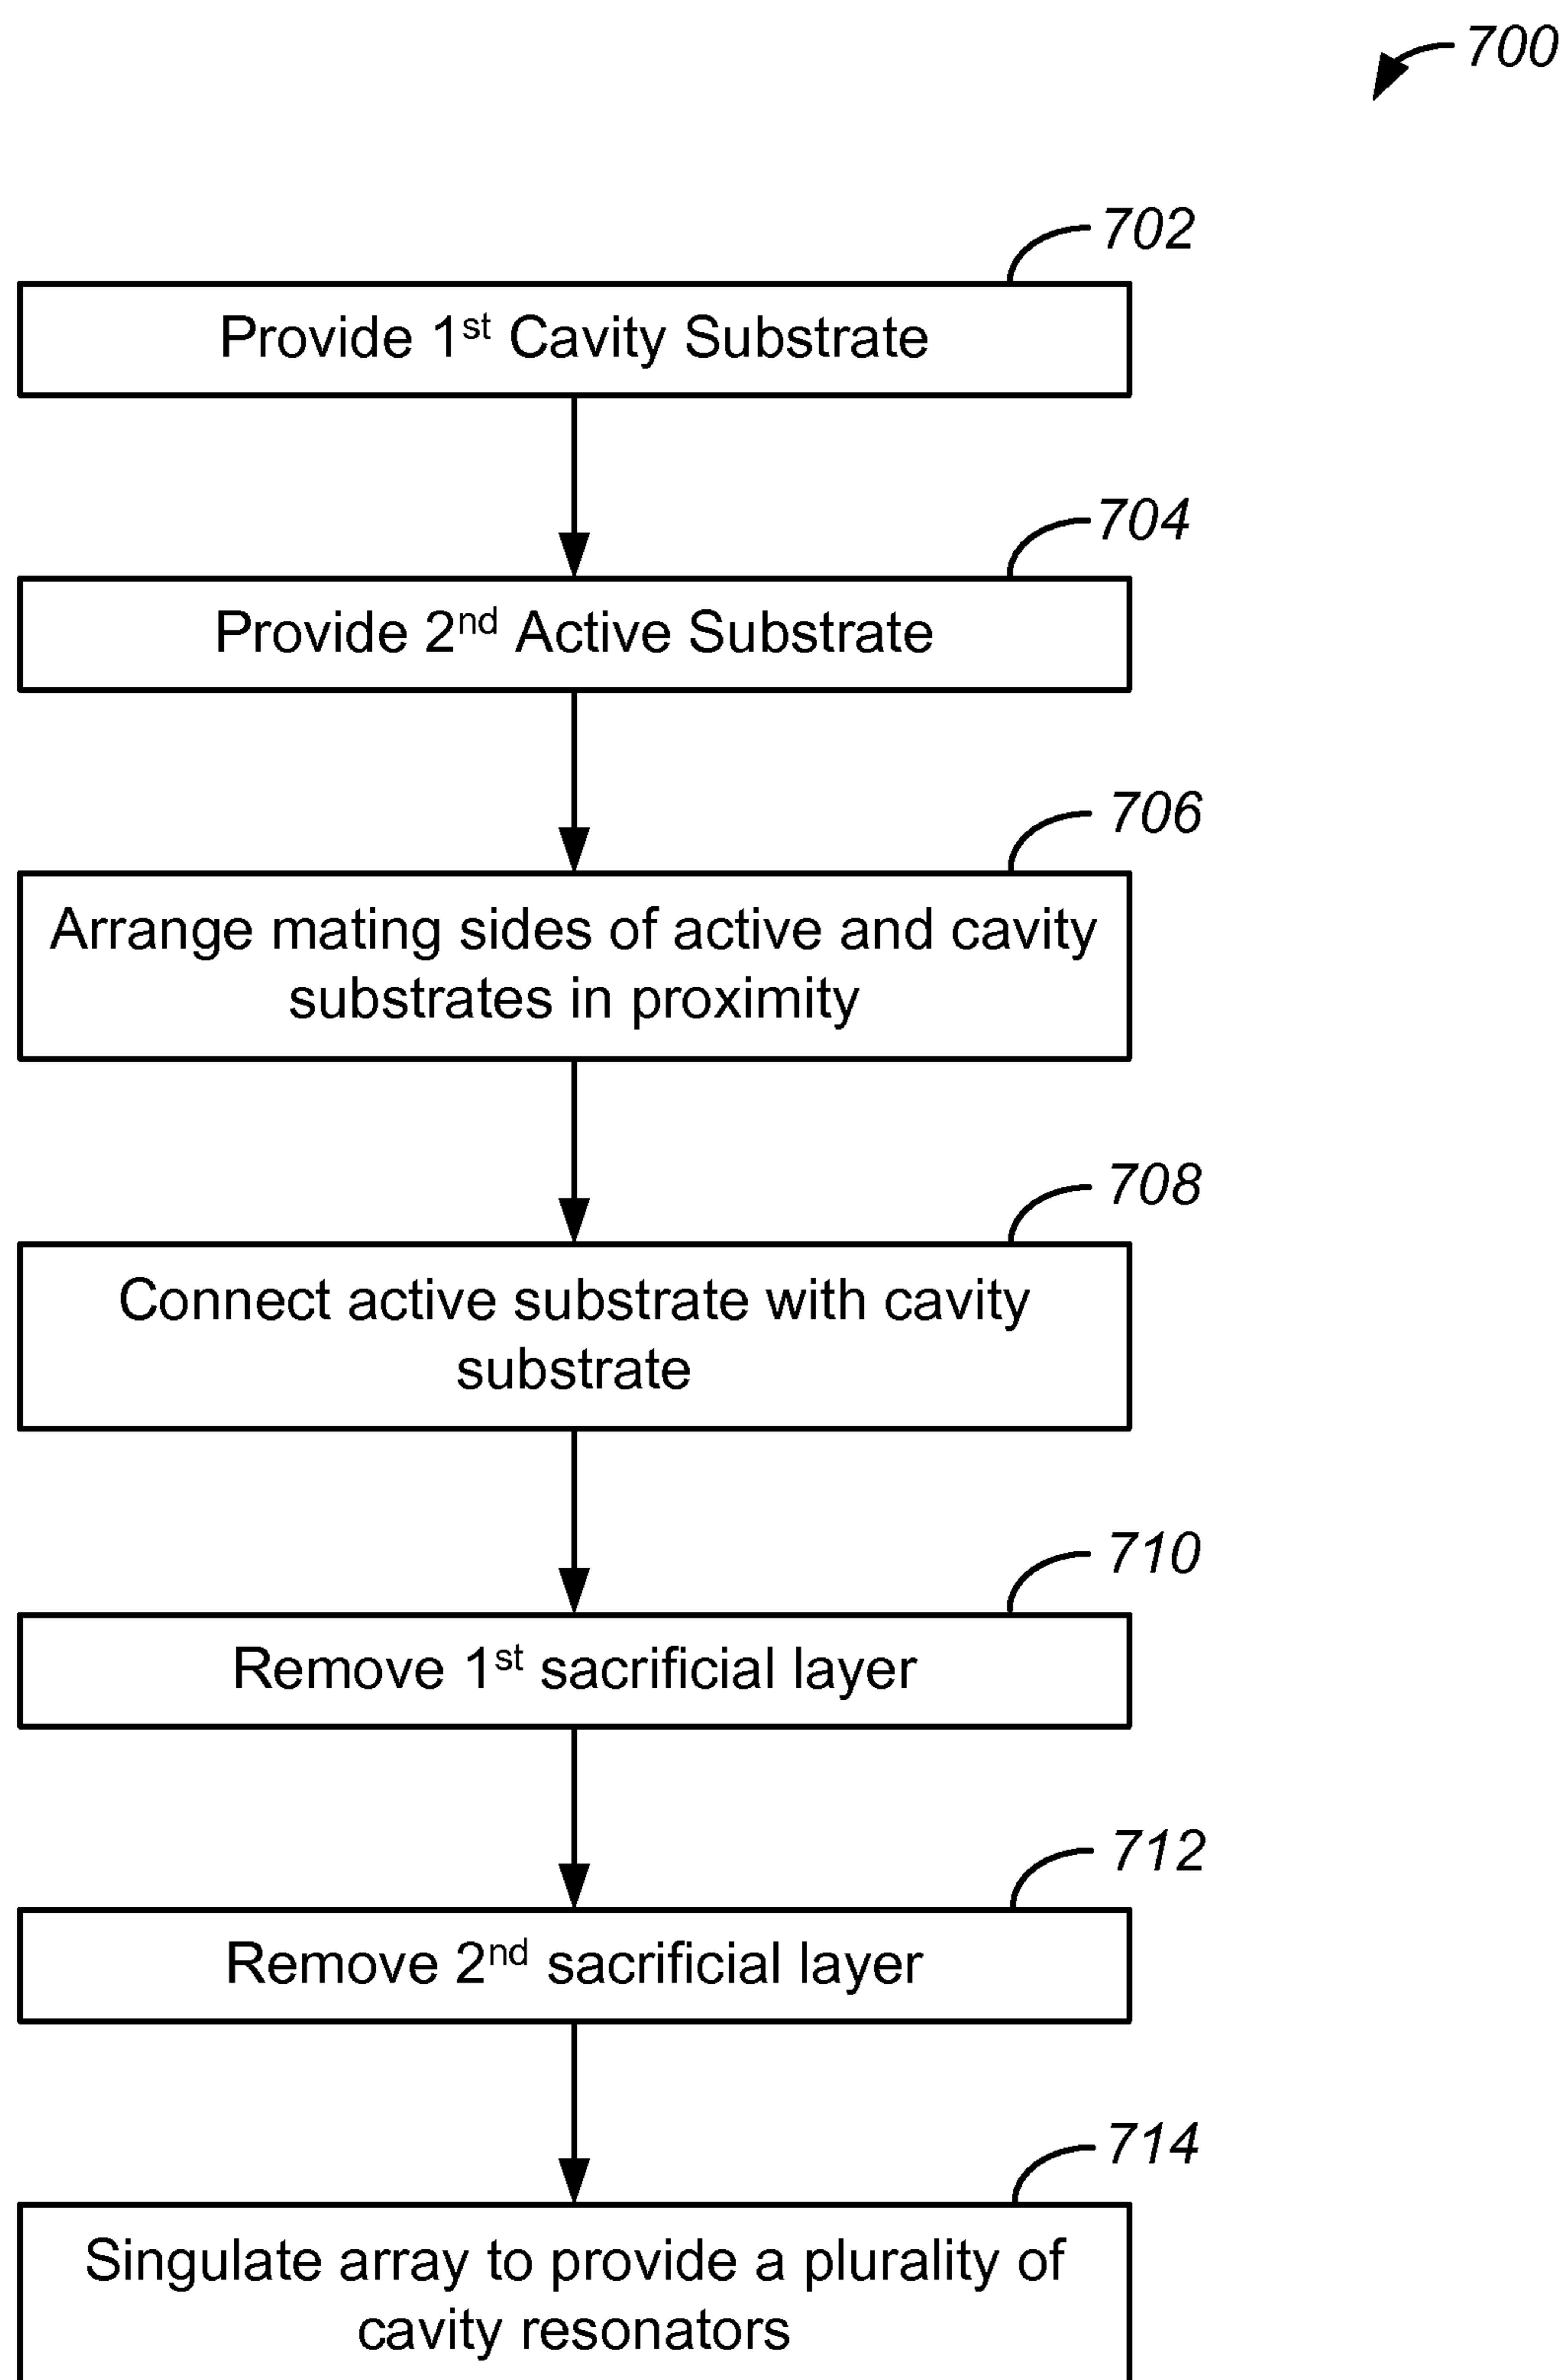 700
702
Provide 1st Cavity Substrate
704
Provide 2nd Active Substrate
706
Arrange mating sides of active and cavity
substrates in proximity
708
Connect active substrate with cavity
substrate
710
Remove 1st sacrificial layer
712
Remove 2nd sacrificial layer
714
Singulate array to provide a plurality of
cavity resonators